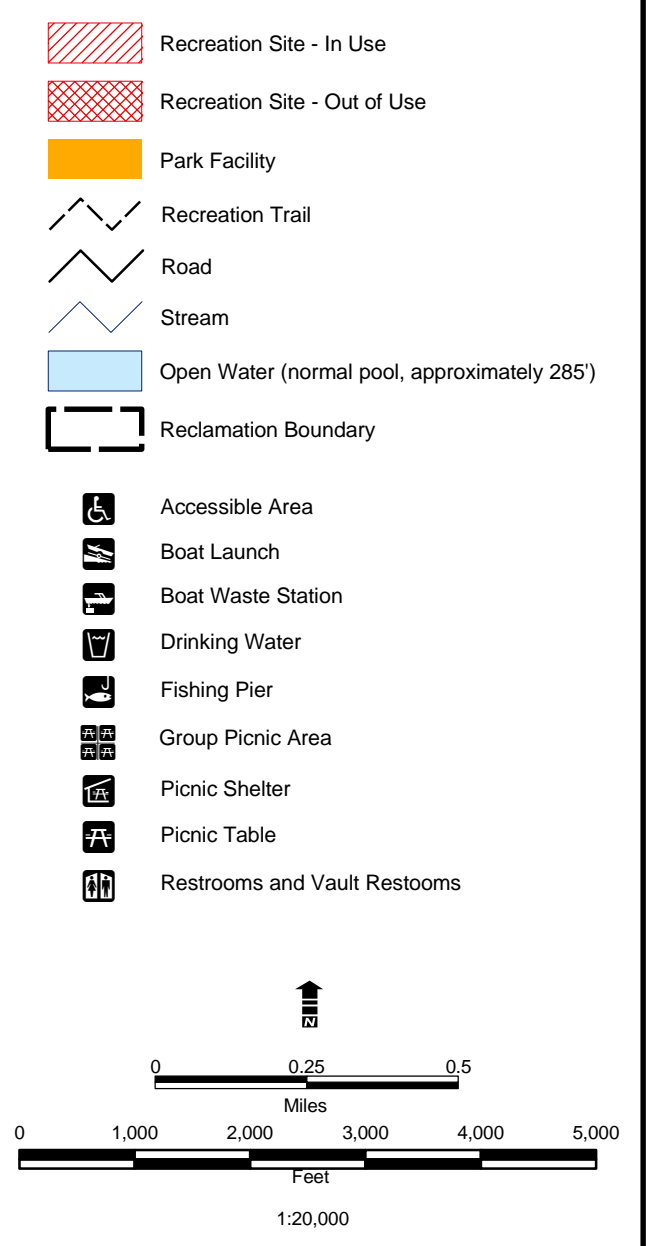 Recreation Site - In Use
Recreation Site - Out of Use
Park Facility
Recreation Trail
Road
Stream
Open Water (normal pool, approximately 285')
Reclamation Boundary
Accessible Area
Boat Launch
Boat Waste Station
Drinking Water
Fishing Pier
Group Picnic Area
Picnic Shelter
Picnic Table
Restrooms and Vault Restooms
N
0 0.25 0.5
Miles
0 1,000 2,000 3,000 4,000 5,000
Feet
1:20,000